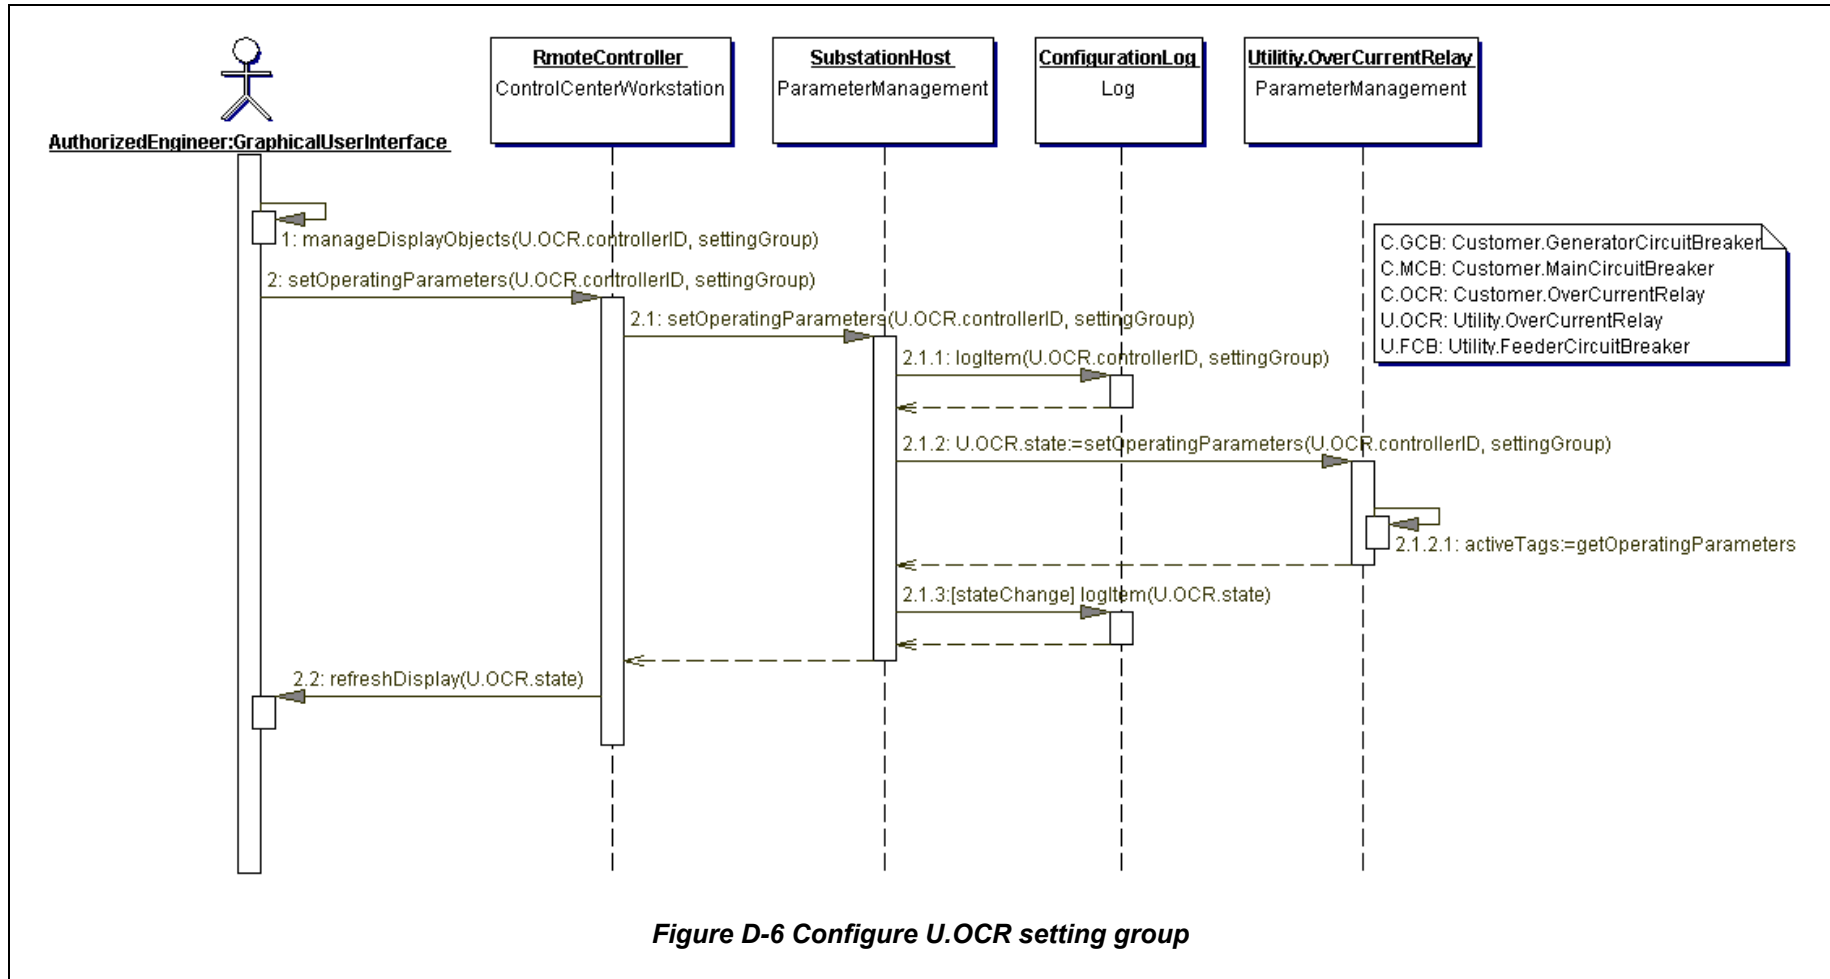 RmoteController
ControlCenterWorkstation
SubstationHost
ParameterManagement
ConfigurationLog
Log
Utilitiy.OverCurrentRelay
ParameterManagement
AuthorizedEngineer:GraphicalUserInterface
1: manageDisplayObjects(U.OCR.controllerID, settingGroup)
C.GCB: Customer.GeneratorCircuitBreaker
C.MCB: Customer.MainCircuitBreaker
C.OCR: Customer.OverCurrentRelay
U.OCR: Utility.OverCurrentRelay
U.FCB: Utility.FeederCircuitBreaker
2: setOperatingParameters(U.OCR.controllerID, settingGroup)
2.1: setOperatingParameters(U.OCR.controllerID, settingGroup)
2.1.1: logItem(U.OCR.controllerID, settingGroup)
2.1.2: U.OCR.state:=setOperatingParameters(U.OCR.controllerID, settingGroup)
2.1.2.1: activeTags:=getOperatingParameters
2.1.3:[stateChange] logItem(U.OCR.state)
2.2: refreshDisplay(U.OCR.state)
Figure D-6 Configure U.OCR setting group